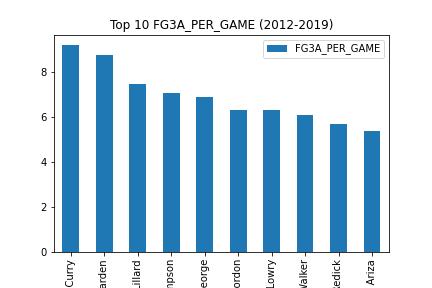 Top 10 FG3A_PER_GAME (2012-2019)
FG3A_PER_GAME
8
6
4
2
0
Curry
arden
illard
npson
eorge
ordon
Lowry
Walker
edick
Ariza